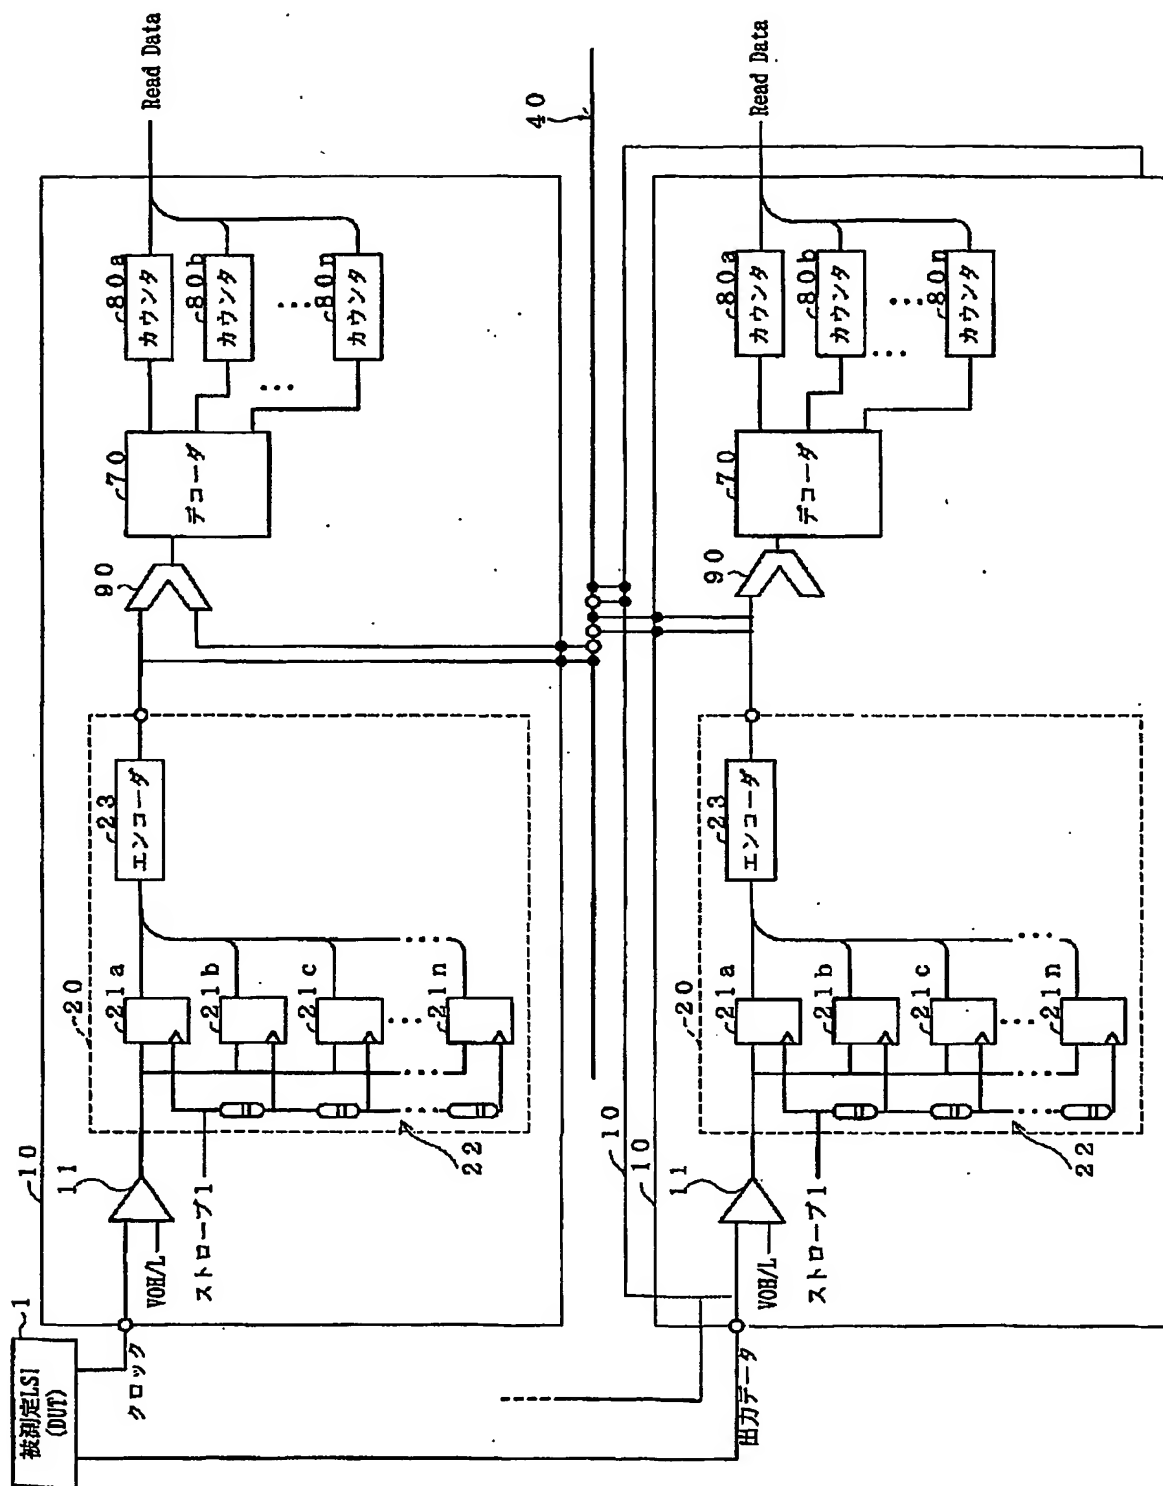 被測定LSI
(DUT)
1
クロック
出力データ
10
11
VOH/L
ストローブ1
20
21a
21b
21c
...
21n
22
23
エンコーダ
90
70
デコーダ
80a
カウンタ
80b
カウンタ
...
80n
カウンタ
Read Data
40
10
10
11
VOH/L
ストローブ1
20
21a
21b
21c
...
21n
22
23
エンコーダ
90
70
デコーダ
80a
カウンタ
80b
カウンタ
...
80n
カウンタ
Read Data